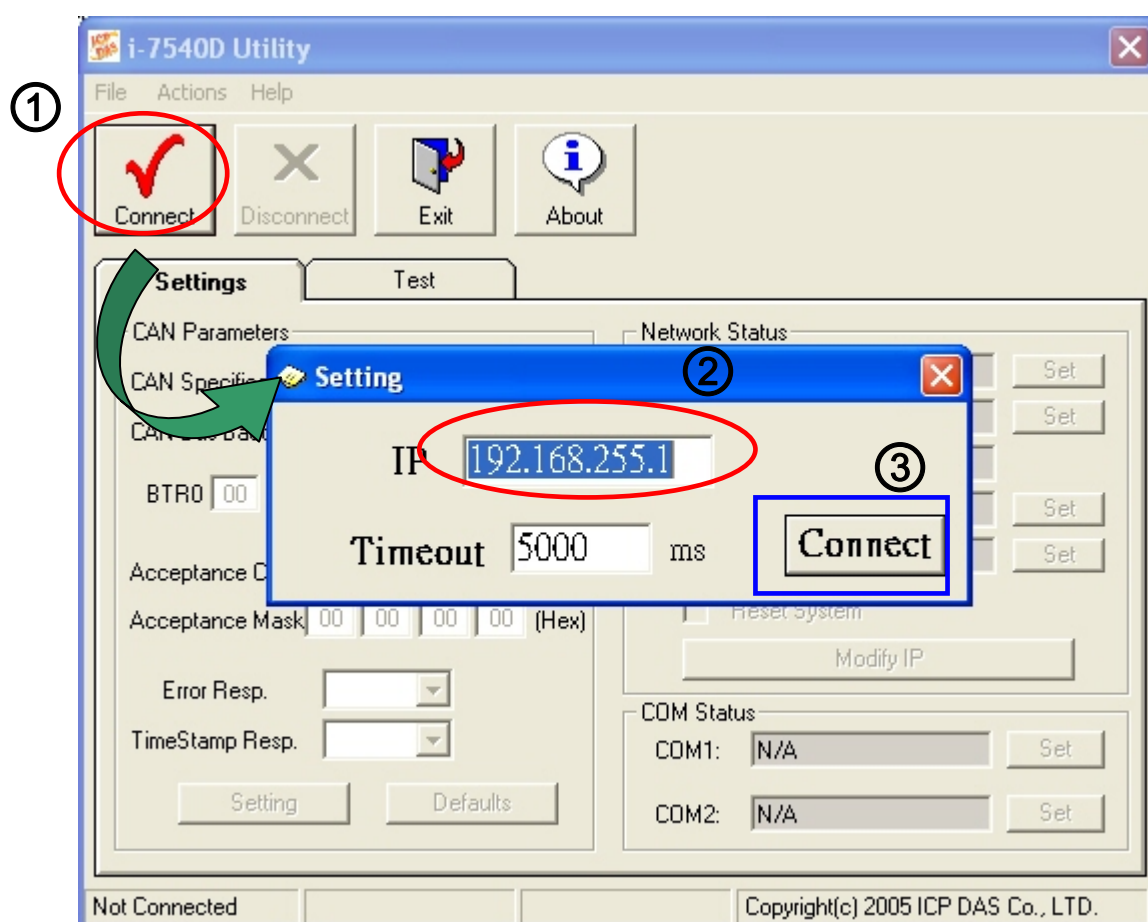 i-7540D Utility
File Actions Help
①
Connect Disconnect Exit About
Settings Test
CAN Parameters
Network Status
CAN
Setting
②
Set
CAN
Set
IP 192.168.255.1
③
BTR0 00
Set
Timeout 5000 ms Connect
Set
Acceptance
Acceptance Mask 00 00 00 00 (Hex)
Reset System
Modify IP
Error Resp.
COM Status
TimeStamp Resp.
COM1: N/A Set
Setting Defaults
COM2: N/A Set
Not Connected
Copyright(c) 2005 ICP DAS Co., LTD.